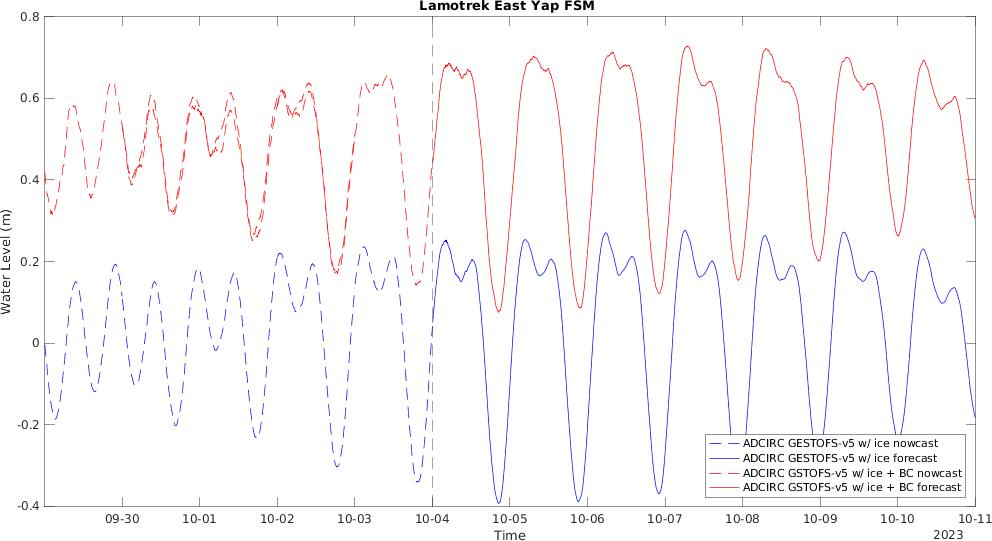 Lamotrek East Yap FSM
0.8
0.6
0.4
0.2
0
-0.2
-0.4
Water Level (m)
ADCIRC GESTOFS-v5 w/ ice nowcast
ADCIRC GESTOFS-v5 w/ ice forecast
ADCIRC GSTOFS-v5 w/ ice + BC nowcast
ADCIRC GSTOFS-v5 w/ ice + BC forecast
09-30 10-01 10-02 10-03 10-04 10-05 10-06 10-07 10-08 10-09 10-10 10-11
Time
2023